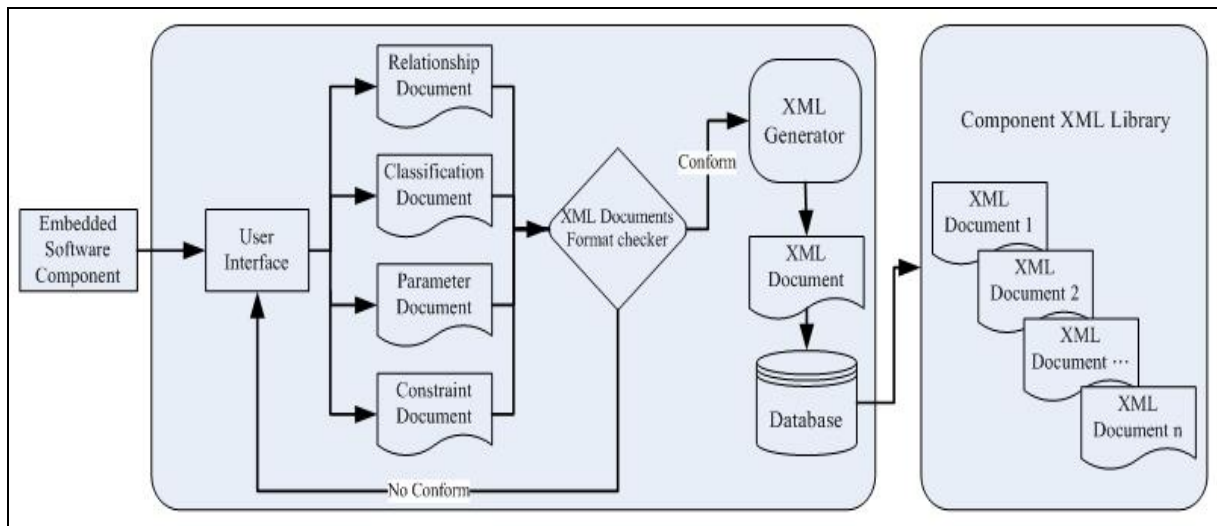 Embedded
Software
Component
User
Interface
Relationship
Document
Classification
Document
Parameter
Document
Constraint
Document
XML Documents
Format checker
Conform
No Conform
XML
Generator
XML
Document
Database
Component XML Library
XML
Document 1
XML
Document 2
XML
Document ⋯
XML
Document n